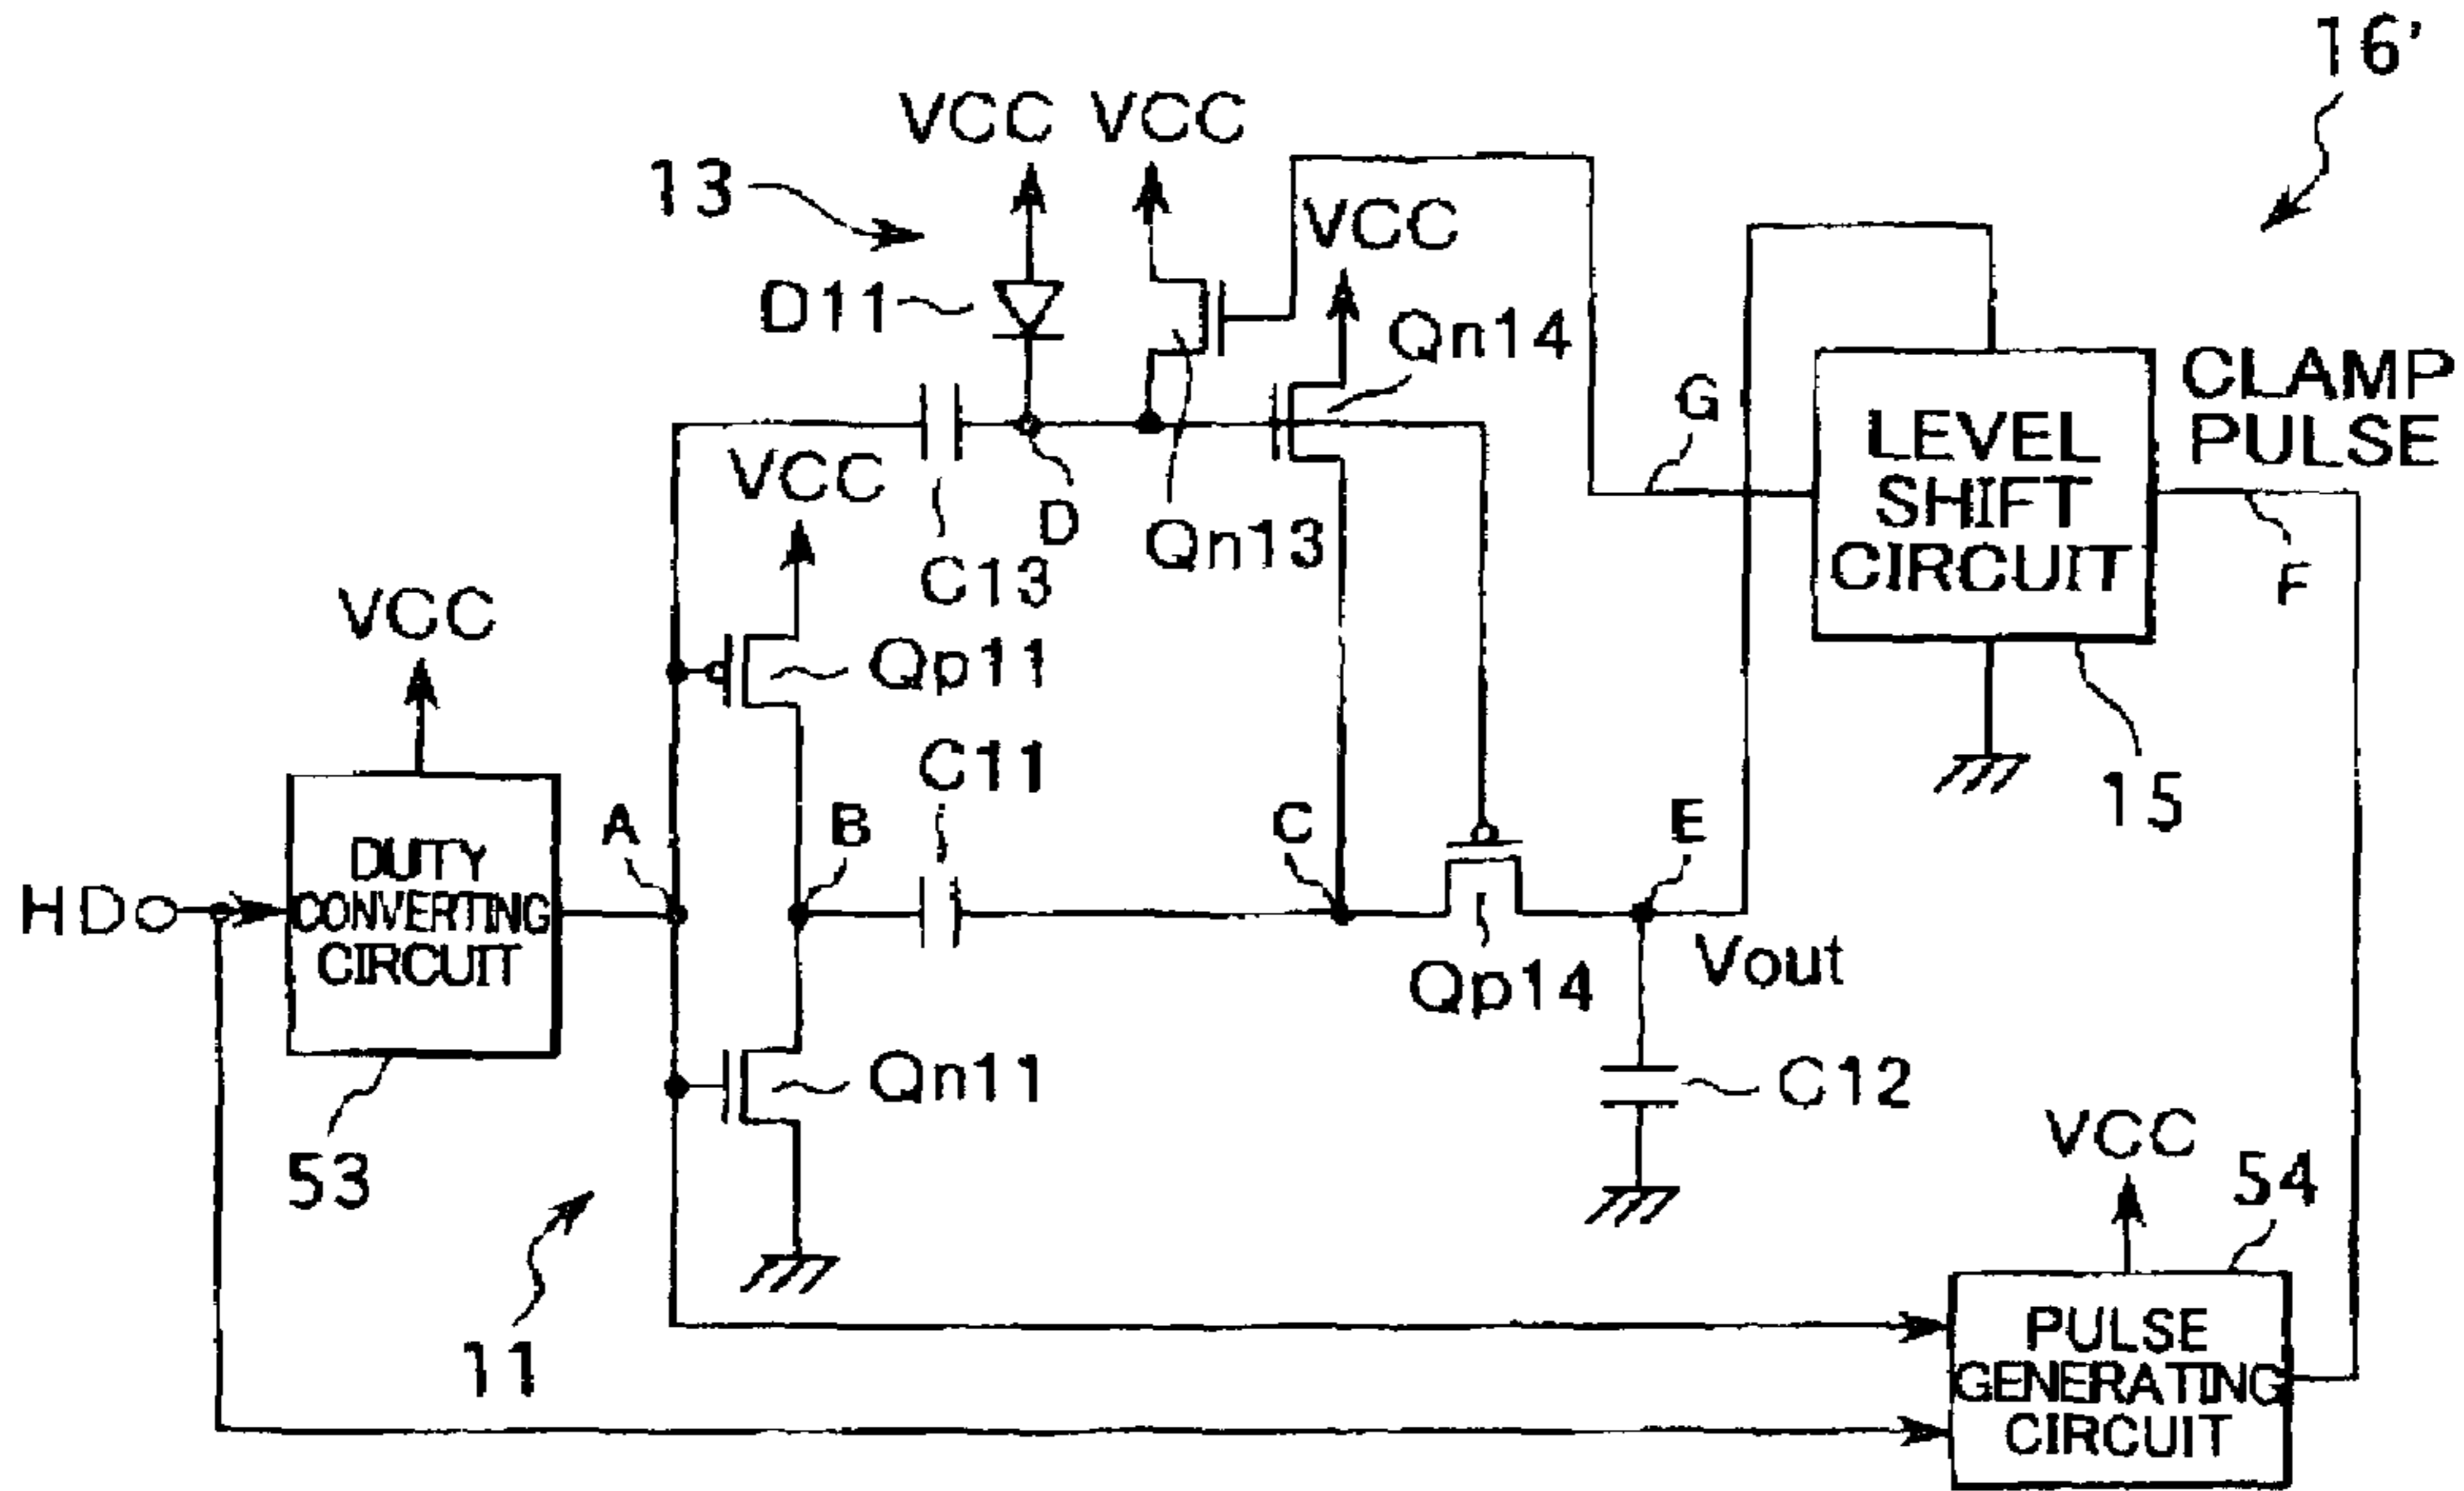 16'
VCC VCC
13
VCC
D11
Qn14
G
CLAMP
PULSE
LEVEL
SHIFT
CIRCUIT
VCC
D
Qn13
C13
F
VCC
Qp11
C11
15
A
B
C
E
DUTY
CONVERTING
CIRCUIT
HD
Vout
Qp14
Qn11
C12
53
VCC
54
11
PULSE
GENERATING
CIRCUIT